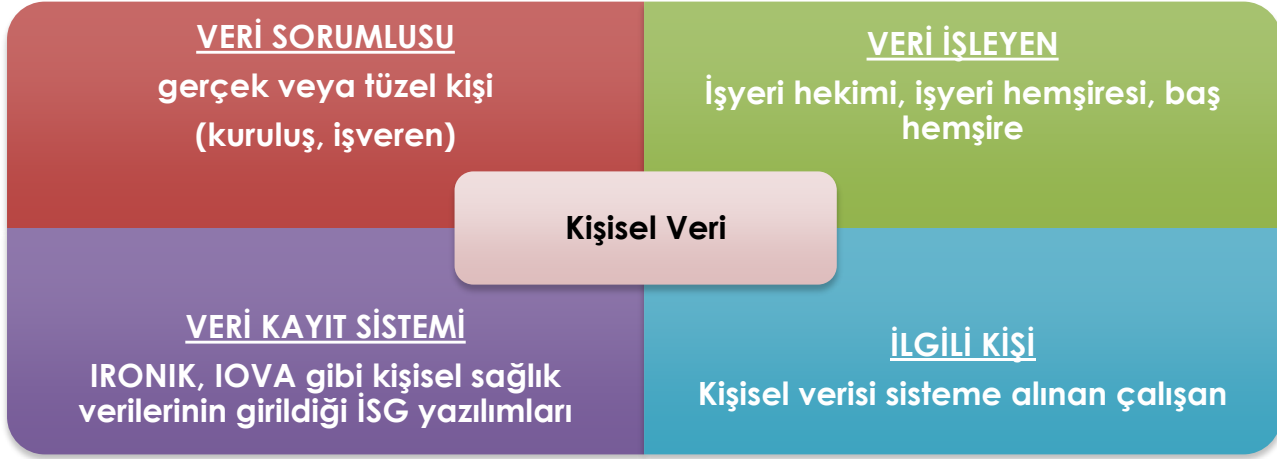 VERİ SORUMLUSU
gerçek veya tüzel kişi
(kuruluş, işveren)
VERİ İŞLEYEN
İşyeri hekimi, işyeri hemşiresi, baş
hemşire
Kişisel Veri
VERİ KAYIT SİSTEMİ
IRONIK, IOVA gibi kişisel sağlık
verilerinin girildiği İSG yazılımları
İLGİLİ KİŞİ
Kişisel verisi sisteme alınan çalışan